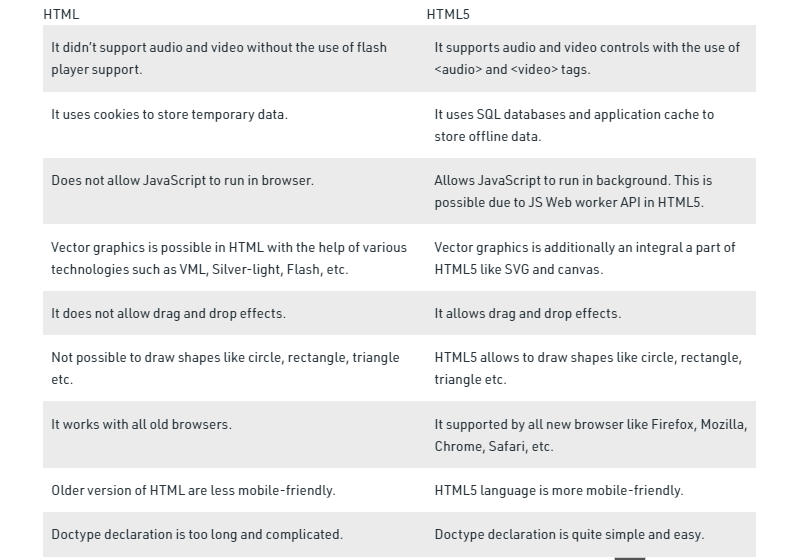 HTML HTML5
It didn't support audio and video without the use of flash
player support.
It supports audio and video controls with the use of
<audio> and <video> tags.
It uses cookies to store temporary data.
It uses SQL databases and application cache to
store offline data.
Does not allow JavaScript to run in browser.
Allows JavaScript to run in background. This is
possible due to JS Web worker API in HTML5.
Vector graphics is possible in HTML with the help of various
technologies such as VML, Silver-light, Flash, etc.
Vector graphics is additionally an integral a part of
HTML5 like SVG and canvas.
It does not allow drag and drop effects.
It allows drag and drop effects.
Not possible to draw shapes like circle, rectangle, triangle
etc.
HTML5 allows to draw shapes like circle, rectangle,
triangle etc.
It works with all old browsers.
It supported by all new browser like Firefox, Mozilla,
Chrome, Safari, etc.
Older version of HTML are less mobile-friendly.
HTML5 language is more mobile-friendly.
Doctype declaration is too long and complicated.
Doctype declaration is quite simple and easy.